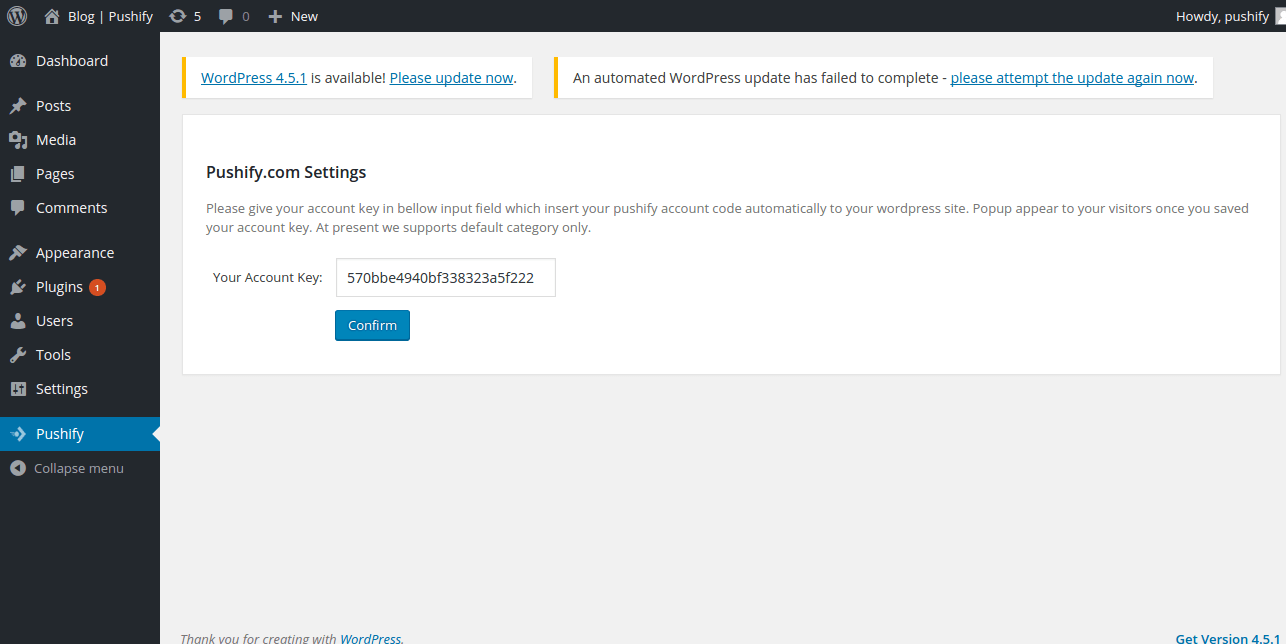 Blog | Pushify 5 0 New Howdy, pushify
Dashboard
Posts
Media
Pages
Comments
Appearance
Plugins 1
Users
Tools
Settings
Pushify
Collapse menu
WordPress 4.5.1 is available! Please update now.
An automated WordPress update has failed to complete - please attempt the update again now.
Pushify.com Settings
Please give your account key in bellow input field which insert your pushify account code automatically to your wordpress site. Popup appear to your visitors once you saved
your account key. At present we supports default category only.
Your Account Key: 570bbe4940bf338323a5f222
Confirm
Thank you for creating with WordPress. Get Version 4.5.1